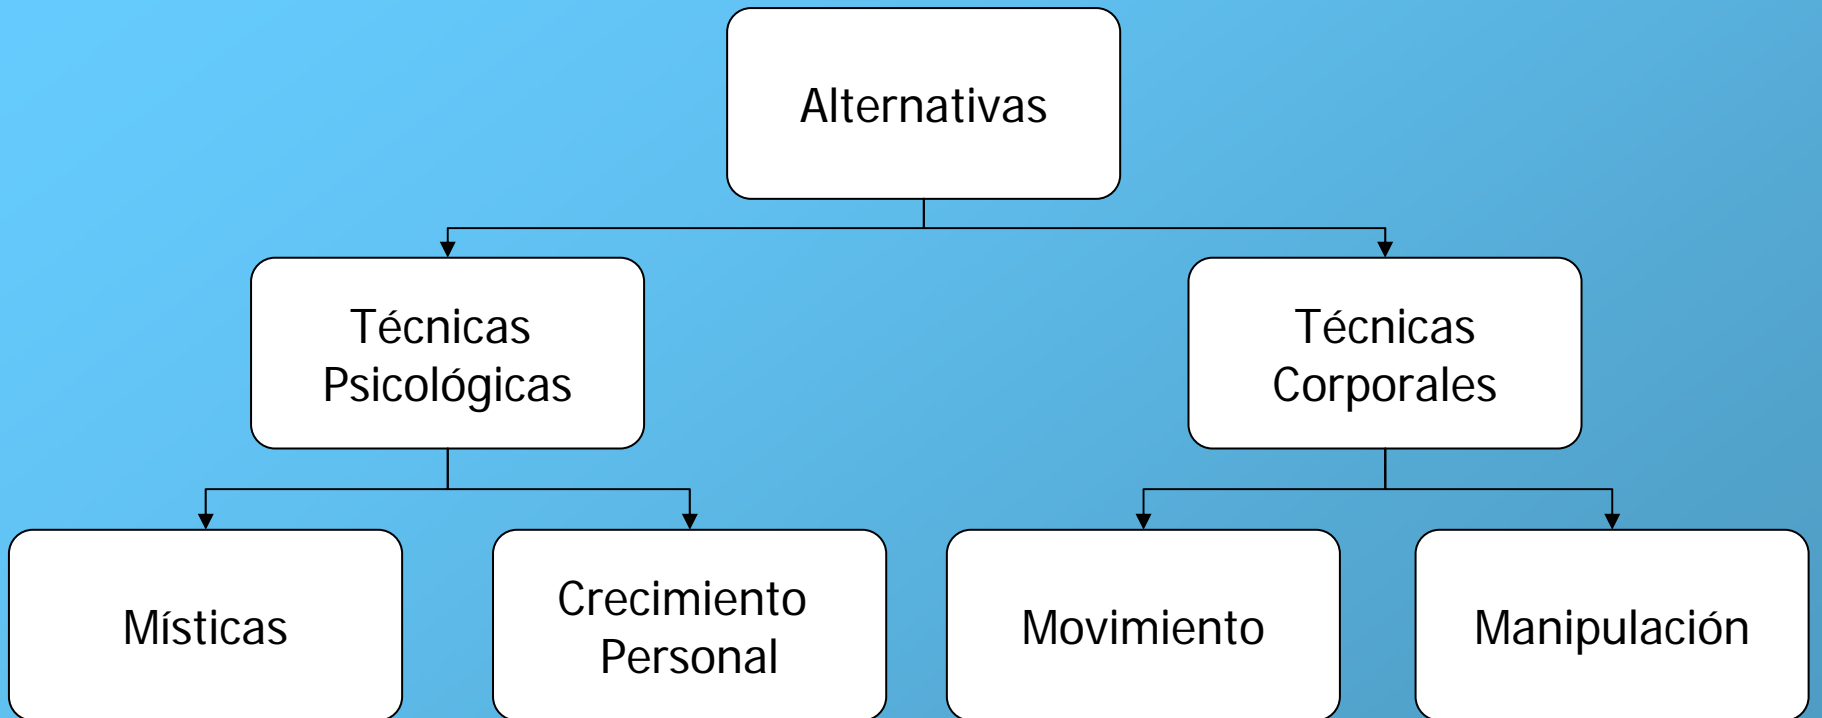 Alternativas
Técnicas
Psicológicas
Técnicas
Corporales
Místicas
Crecimiento
Personal
Movimiento
Manipulación